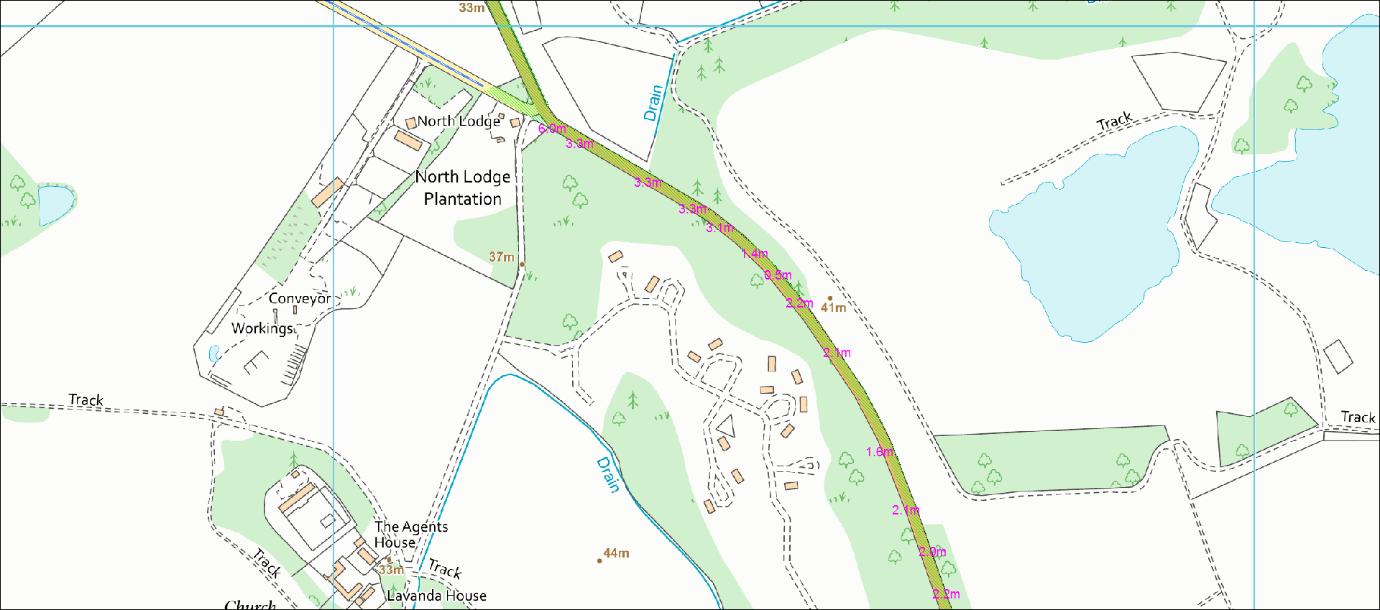 33m
Drain
North Lodge
Track
6.0m
3.3m
North Lodge
Plantation
3.3m
3.3m
3.1m
37m
1.4m
0.5m
Conveyor
2.2m
41m
Workings
2.1m
Track
Track
1.6m
Drain
2.1m
The Agents
House
44m
2.9m
Track
33m
Track
Lavanda House
2.2m
Church